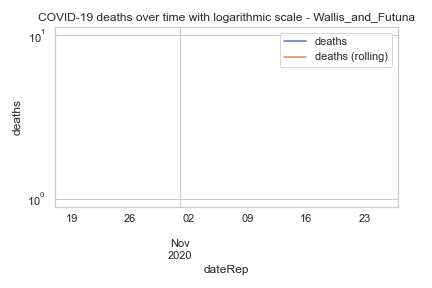 COVID-19 deaths over time with logarithmic scale - Wallis_and_Futuna
10¹
deaths
deaths (rolling)
deaths
10⁰
19 26 02 09 16 23
Nov
2020
dateRep